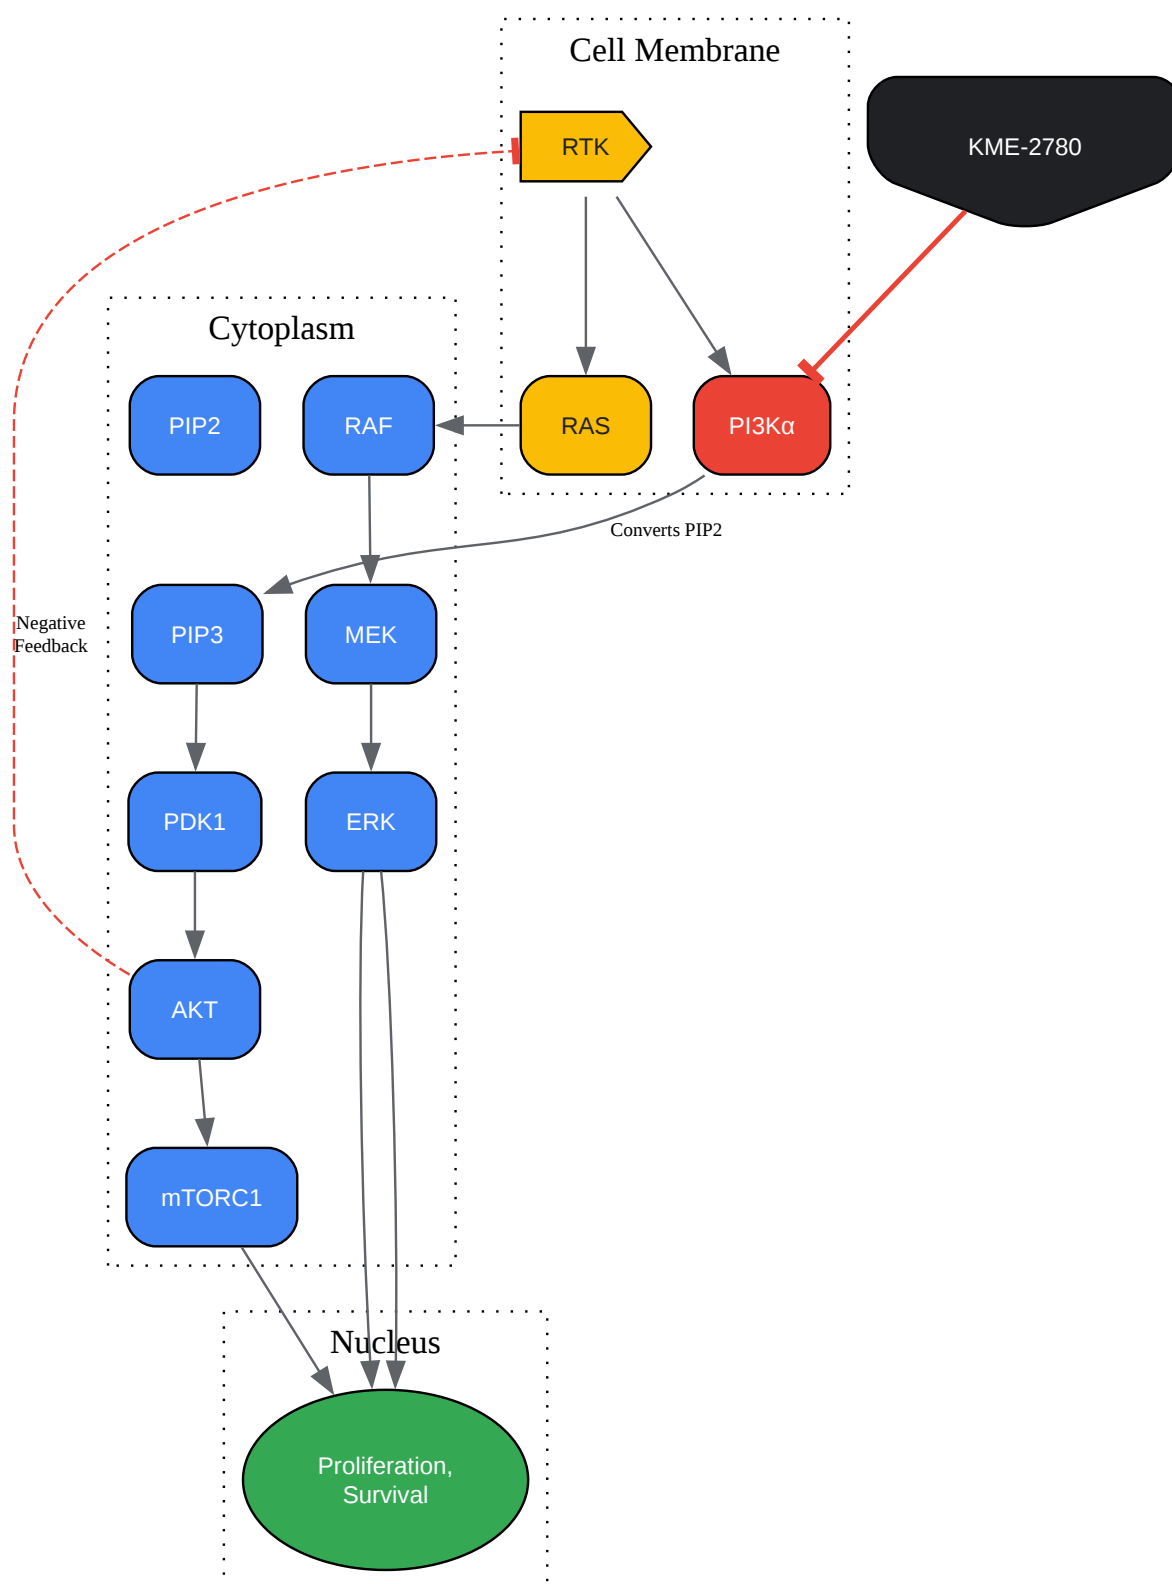 Cell Membrane
RTK
KME-2780
Cytoplasm
PIP2
RAF
RAS
PI3Kα
Converts PIP2
PIP3
MEK
Negative
Feedback
PDK1
ERK
AKT
mTORC1
Nucleus
Proliferation,
Survival